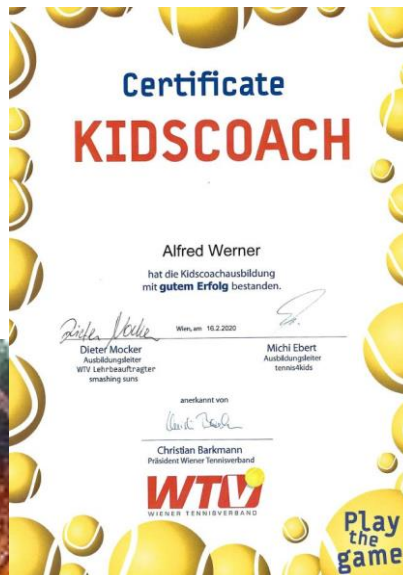 Certificate
KIDSCOACH
Alfred Werner
hat die Kidscoachausbildung
mit gutem Erfolg bestanden.
Dieter Mocker
Wien, am 16.2.2020
Dieter Mocker
Ausbildungsleiter
WTV Lehrbeauftragter
smashing suns
Michi Ebert
Ausbildungsleiter
tennis4kids
anerkannt von
Christian Barkmann
Präsident Wiener Tennisverband
WTV
WIENER TENNISVERBAND
Play
the
game